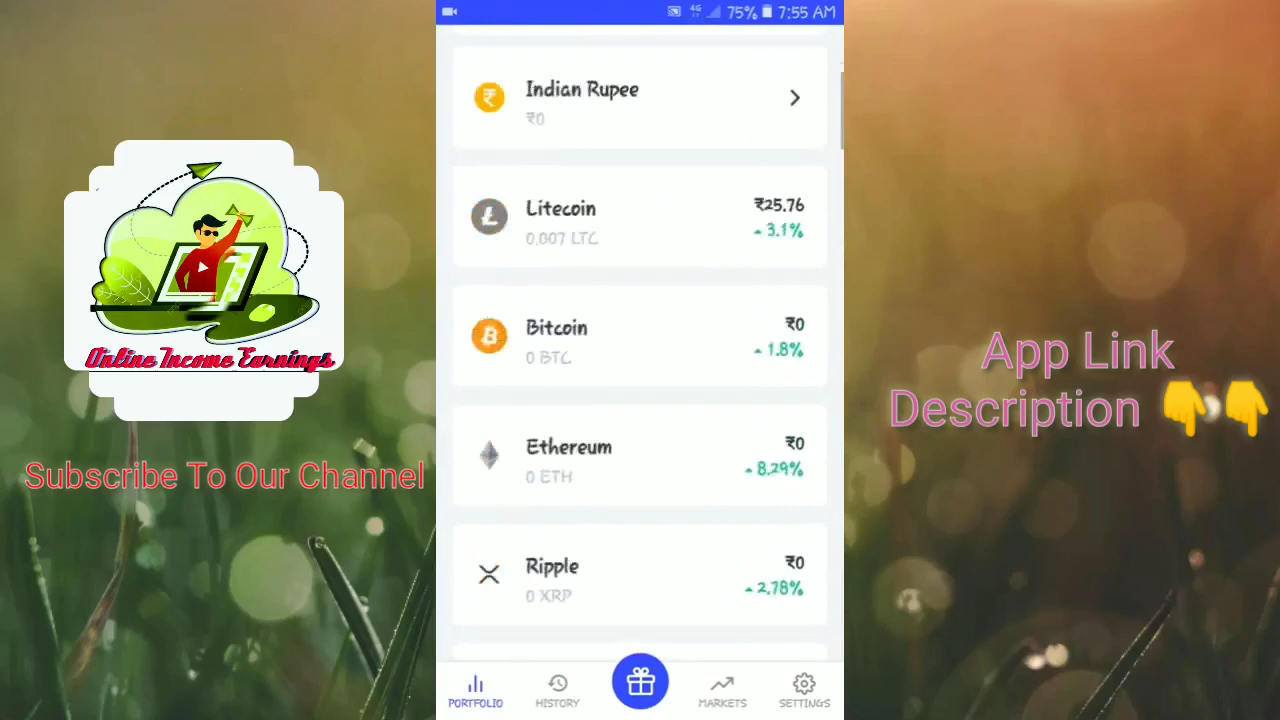 4G
75%
7:55 AM
Indian Rupee
₹0
Litecoin
0.007 LTC
₹25.76
3.1%
Bitcoin
0 BTC
₹0
1.8%
Ethereum
0 ETH
₹0
8.29%
Ripple
0 XRP
₹0
2.78%
PORTFOLIO
HISTORY
MARKETS
SETTINGS
Online Income Earnings
Subscribe To Our Channel
App Link
Description 👇👇